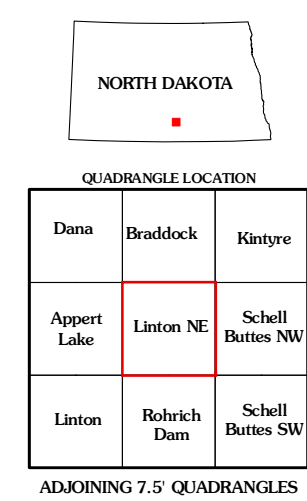 NORTH DAKOTA
QUADRANGLE LOCATION
Dana
Braddock
Kintyre
Appert
Lake
Linton NE
Schell
Buttes NW
Linton
Rohrich
Dam
Schell
Buttes SW
ADJOINING 7.5' QUADRANGLES